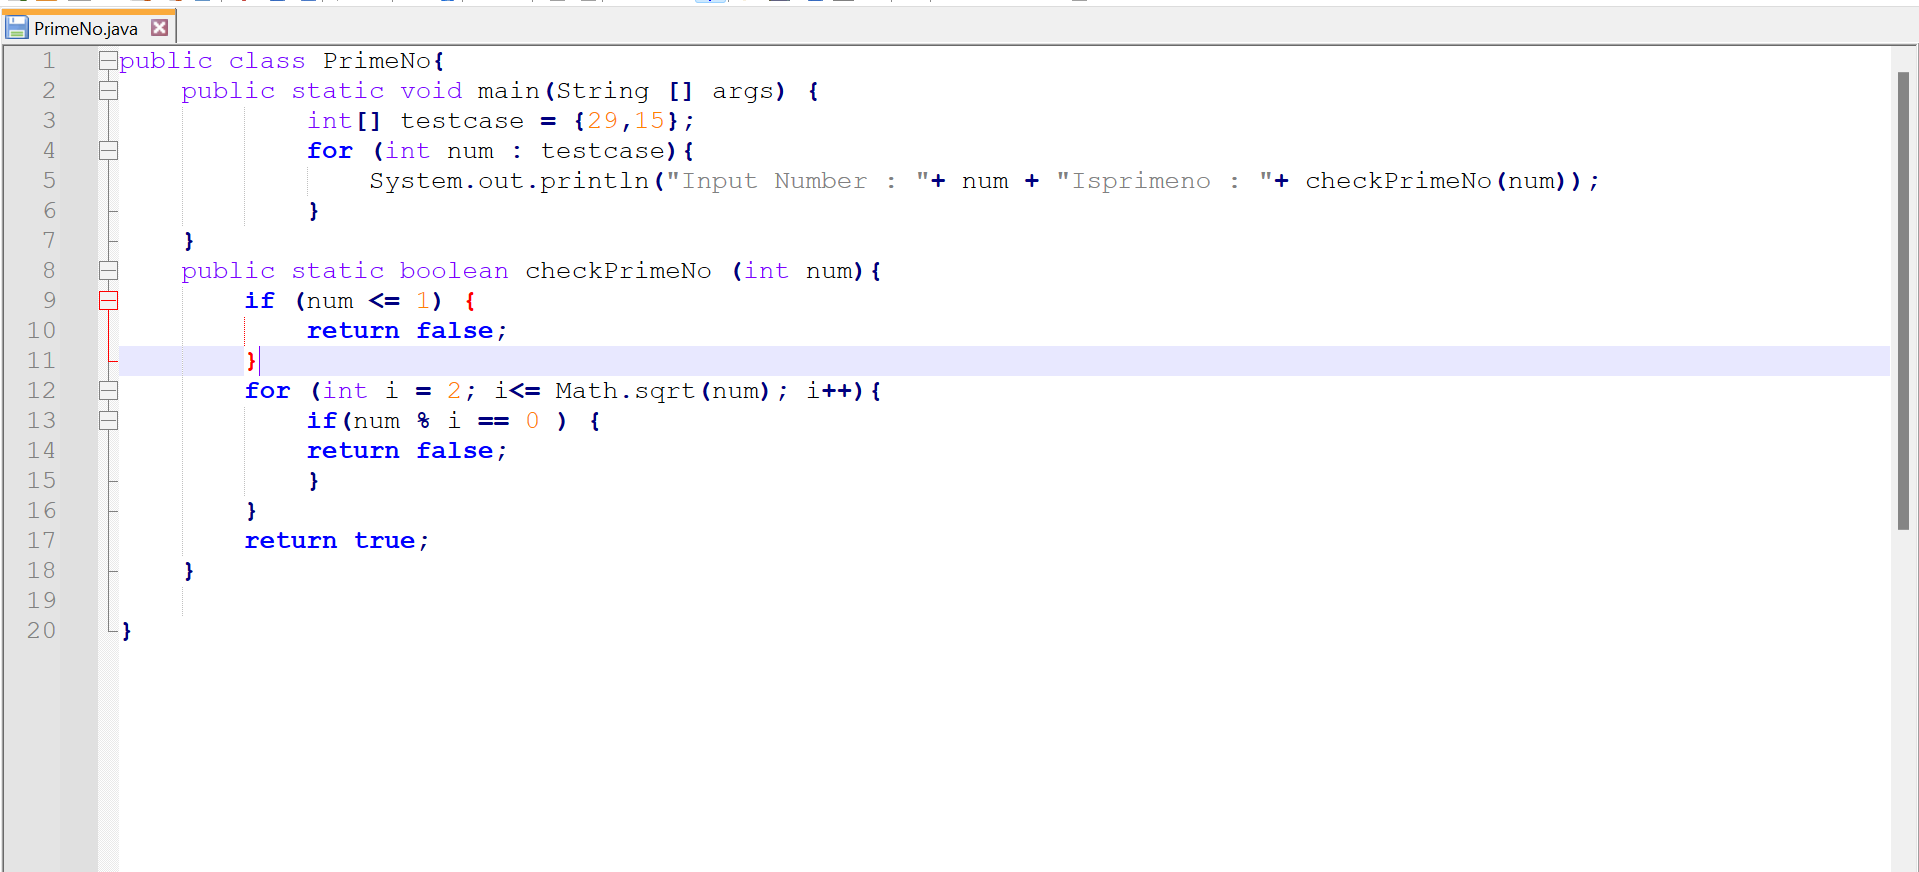 PrimeNo.java
1 public class PrimeNo{
2     public static void main(String [] args) {
3             int[] testcase = {29,15};
4             for (int num : testcase){
5                 System.out.println("Input Number : "+ num + "Isprimeno : "+ checkPrimeNo(num));
6             }
7     }
8     public static boolean checkPrimeNo (int num){
9         if (num <= 1) {
10             return false;
11         }
12         for (int i = 2; i<= Math.sqrt(num); i++){
13             if(num % i == 0 ) {
14             return false;
15             }
16         }
17         return true;
18     }
19
20 }